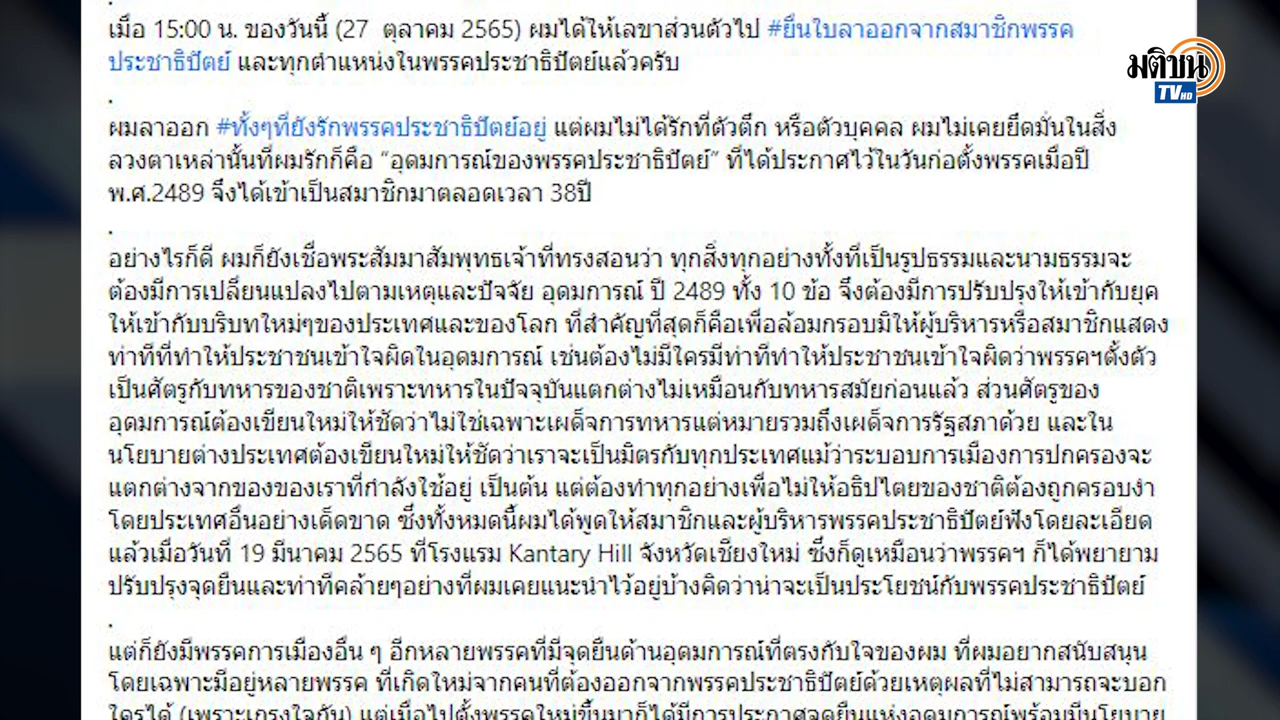 .
เมื่อ 15:00 น. ของวันนี้ (27 ตุลาคม 2565) ผมได้ให้เลขาส่วนตัวไป #ยื่นใบลาออกจากสมาชิกพรรค
ประชาธิปัตย์ และทุกตำแหน่งในพรรคประชาธิปัตย์แล้วครับ
.
ผมลาออก #ทั้งๆที่ยังรักพรรคประชาธิปัตย์อยู่ แต่ผมไม่ได้รักที่ตัวตึก หรือตัวบุคคล ผมไม่เคยยึดมั่นในสิ่ง
ลวงตาเหล่านั้นที่ผมรักก็คือ “อุดมการณ์ของพรรคประชาธิปัตย์” ที่ได้ประกาศไว้ในวันก่อตั้งพรรคเมื่อปี
พ.ศ.2489 จึงได้เข้าเป็นสมาชิกมาตลอดเวลา 38ปี
.
อย่างไรก็ดี ผมก็ยังเชื่อพระสัมมาสัมพุทธเจ้าที่ทรงสอนว่า ทุกสิ่งทุกอย่างทั้งที่เป็นรูปธรรมและนามธรรมจะ
ต้องมีการเปลี่ยนแปลงไปตามเหตุและปัจจัย อุดมการณ์ ปี 2489 ทั้ง 10 ข้อ จึงต้องมีการปรับปรุงให้เข้ากับยุค
ให้เข้ากับบริบทใหม่ๆของประเทศและของโลก ที่สำคัญที่สุดก็คือเพื่อล้อมกรอบมิให้ผู้บริหารหรือสมาชิกแสดง
ท่าทีที่ทำให้ประชาชนเข้าใจผิดในอุดมการณ์ เช่นต้องไม่มีใครมีท่าทีทำให้ประชาชนเข้าใจผิดว่าพรรคฯตั้งตัว
เป็นศัตรูกับทหารของชาติเพราะทหารในปัจจุบันแตกต่างไม่เหมือนกับทหารสมัยก่อนแล้ว ส่วนศัตรูของ
อุดมการณ์ต้องเขียนใหม่ให้ชัดว่าไม่ใช่เฉพาะเผด็จการทหารแต่หมายรวมถึงเผด็จการรัฐสภาด้วย และใน
นโยบายต่างประเทศต้องเขียนใหม่ให้ชัดว่าเราจะเป็นมิตรกับทุกประเทศแม้ว่าระบอบการเมืองการปกครองจะ
แตกต่างจากของของเราที่กำลังใช้อยู่ เป็นต้น แต่ต้องทำทุกอย่างเพื่อไม่ให้อธิปไตยของชาติต้องถูกครอบงำ
โดยประเทศอื่นอย่างเด็ดขาด ซึ่งทั้งหมดนี้ผมได้พูดให้สมาชิกและผู้บริหารพรรคประชาธิปัตย์ฟังโดยละเอียด
แล้วเมื่อวันที่ 19 มีนาคม 2565 ที่โรงแรม Kantary Hill จังหวัดเชียงใหม่ ซึ่งก็ดูเหมือนว่าพรรคฯ ก็ได้พยายาม
ปรับปรุงจุดยืนและท่าทีคล้ายๆอย่างที่ผมเคยแนะนำไว้อยู่บ้างคิดว่าน่าจะเป็นประโยชน์กับพรรคประชาธิปัตย์
.
แต่ก็ยังมีพรรคการเมืองอื่น ๆ อีกหลายพรรคที่มีจุดยืนด้านอุดมการณ์ที่ตรงกับใจของผม ที่ผมอยากสนับสนุน
โดยเฉพาะมีอยู่หลายพรรค ที่เกิดใหม่จากคนที่ต้องออกจากพรรคประชาธิปัตย์ด้วยเหตุผลที่ไม่สามารถจะบอก
ใครได้ (เพราะเกรงใจกัน) แต่เมื่อไปตั้งพรรคใหม่ขึ้นมาก็ได้มีการประกาศจุดยืนแห่งอุดมการณ์พร้อมมีนโยบาย
มติชน
TV HD